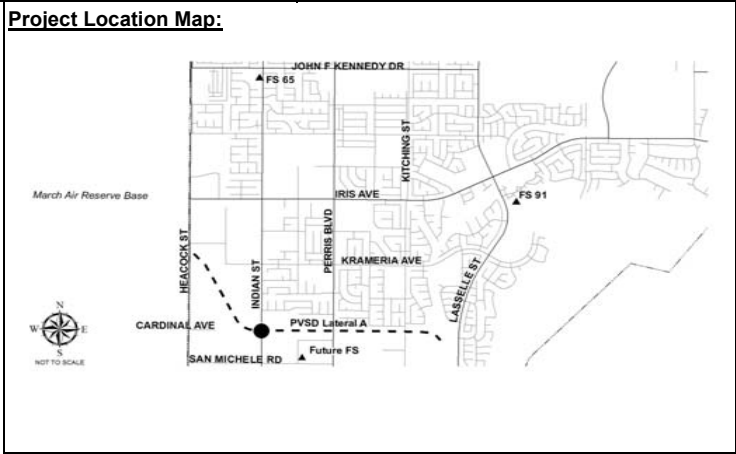 Project Location Map:
JOHN F KENNEDY DR
FS 65
KITCHING ST
March Air Reserve Base
IRIS AVE
FS 91
HEACOCK ST
INDIAN ST
PERRIS BLVD
KRAMERIA AVE
LASSELLE ST
N
W E
S
NOT TO SCALE
CARDINAL AVE
PVSD Lateral A
SAN MICHELE RD
Future FS